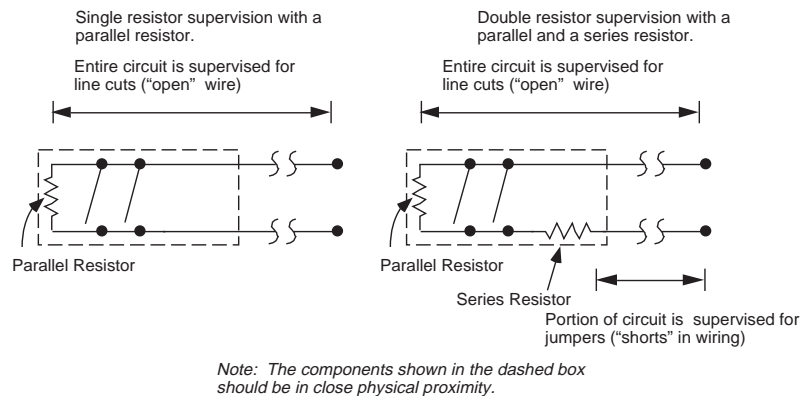 Single resistor supervision with a
parallel resistor.
Entire circuit is supervised for
line cuts (“open” wire)
Parallel Resistor
Double resistor supervision with a
parallel and a series resistor.
Entire circuit is supervised for
line cuts (“open” wire)
Parallel Resistor
Series Resistor
Portion of circuit is supervised for
jumpers (“shorts” in wiring)
Note: The components shown in the dashed box
should be in close physical proximity.